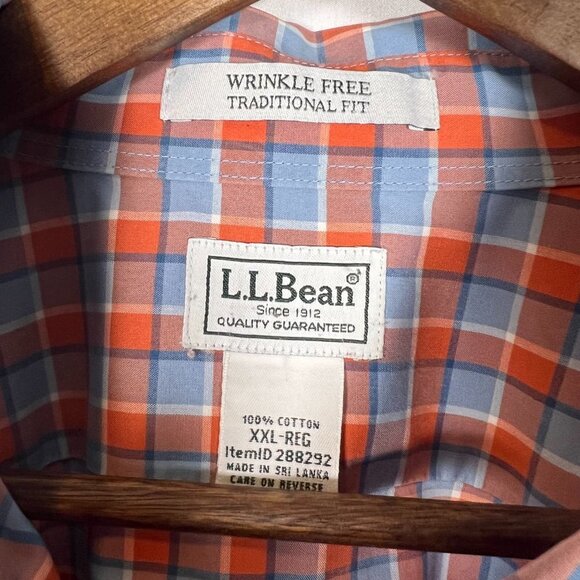 WRINKLE FREE
TRADITIONAL FIT
L.L.Bean®
Since 1912
QUALITY GUARANTEED
100% COTTON
XXL-REG
ItemID 288292
MADE IN SRI LANKA
CARE ON REVERSE